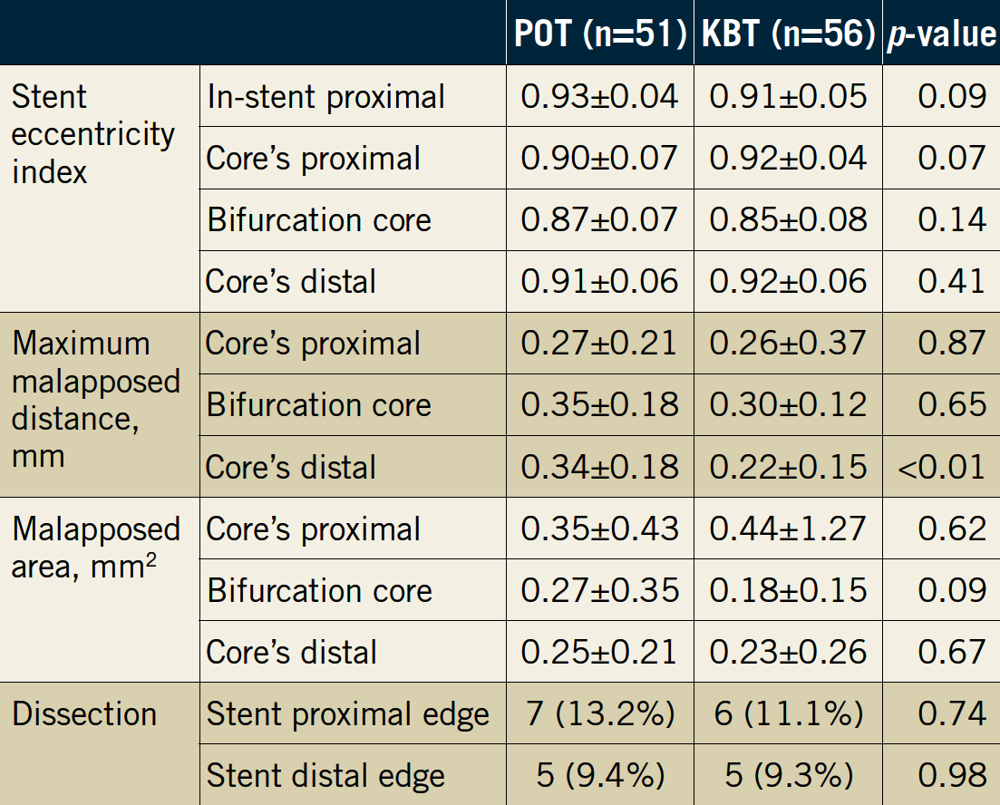 POT (n=51) KBT (n=56) p-value
Stent eccentricity index In-stent proximal 0.93±0.04 0.91±0.05 0.09
Core’s proximal 0.90±0.07 0.92±0.04 0.07
Bifurcation core 0.87±0.07 0.85±0.08 0.14
Core’s distal 0.91±0.06 0.92±0.06 0.41
Maximum malapposed distance, mm Core’s proximal 0.27±0.21 0.26±0.37 0.87
Bifurcation core 0.35±0.18 0.30±0.12 0.65
Core’s distal 0.34±0.18 0.22±0.15 <0.01
Malapposed area, mm² Core’s proximal 0.35±0.43 0.44±1.27 0.62
Bifurcation core 0.27±0.35 0.18±0.15 0.09
Core’s distal 0.25±0.21 0.23±0.26 0.67
Dissection Stent proximal edge 7 (13.2%) 6 (11.1%) 0.74
Stent distal edge 5 (9.4%) 5 (9.3%) 0.98